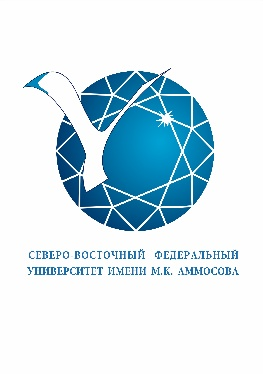 СЕВЕРО-ВОСТОЧНЫЙ ФЕДЕРАЛЬНЫЙ
УНИВЕРСИТЕТ ИМЕНИ М.К. АММОСОВА